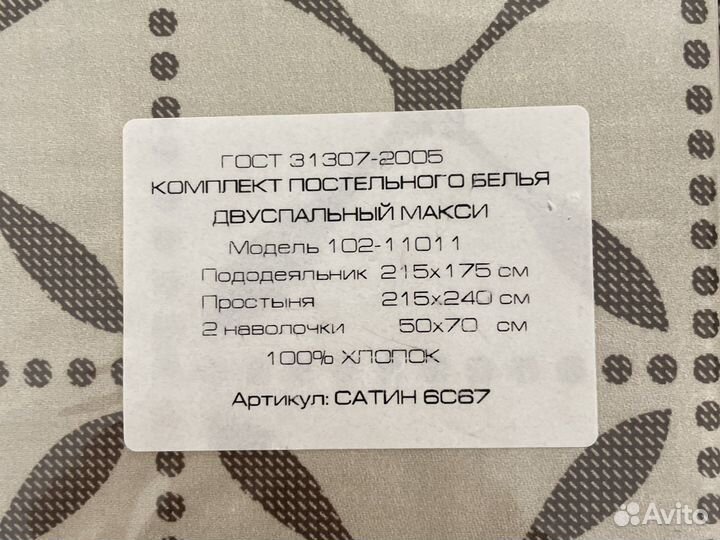 ГОСТ 31307-2005
КОМПЛЕКТ ПОСТЕЛЬНОГО БЕЛЬЯ
ДВУСПАЛЬНЫЙ МАКСИ
Модель 102-11011
Пододеяльник 215х175 см
Простыня 215х240 см
2 наволочки 50х70 см
100% ХЛОПОК
Артикул: САТИН 6С67
Avito